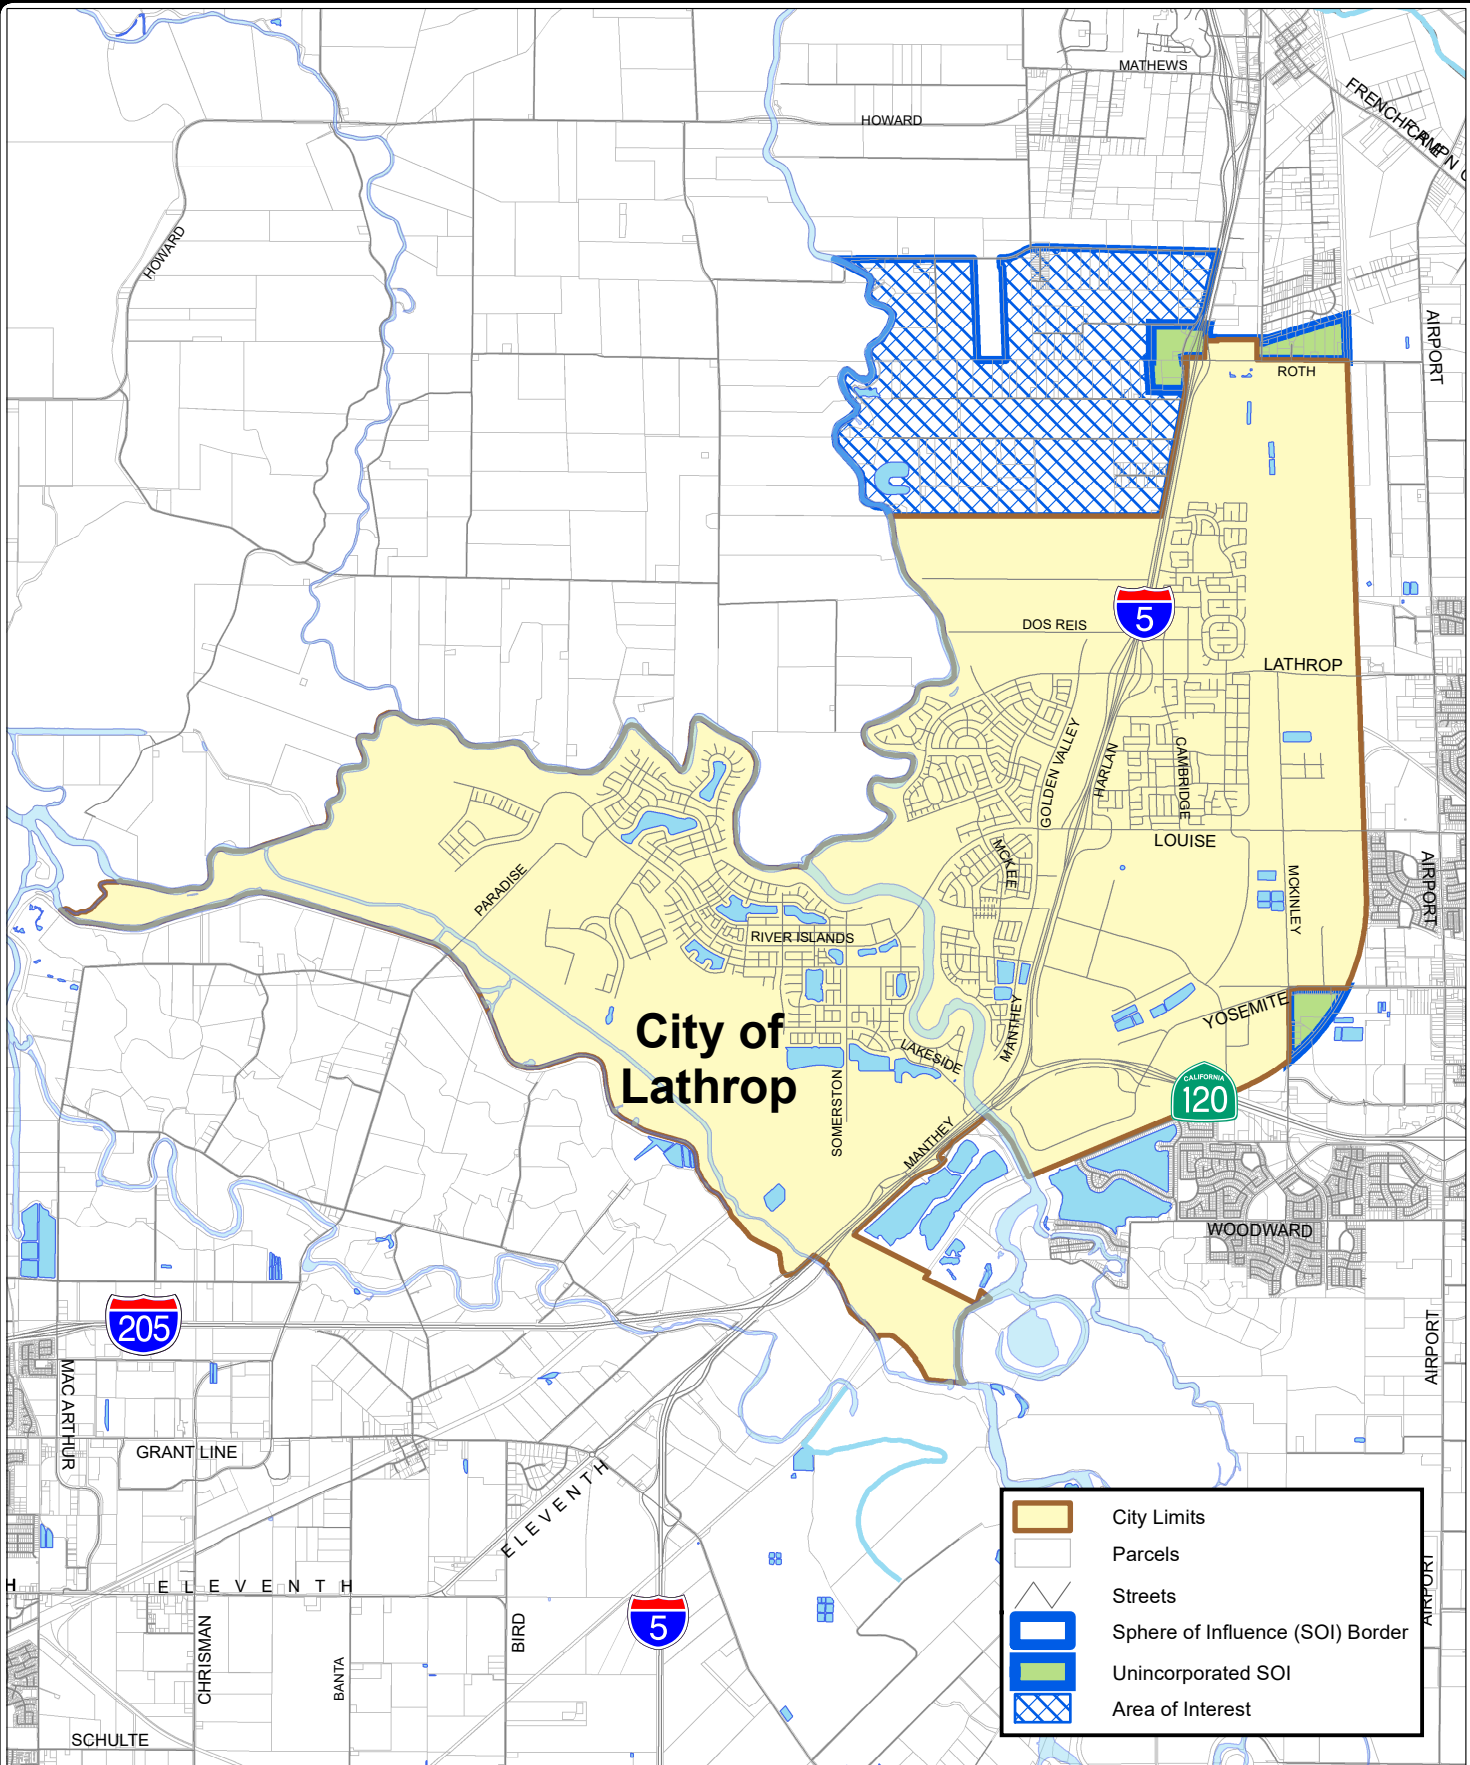 MATHEWS
HOWARD
FRENCH CAMP
HOWARD
AIRPORT
ROTH
5
DOS REIS
LATHROP
GOLDEN VALLEY
HARLAN
CAMBRIDGE
LOUISE
MCKEE
MCKINLEY
AIRPORT
PARADISE
RIVER ISLANDS
YOSEMITE
MANTHEY
City of
Lathrop
LAKESIDE
SOMERSTON
MANTHEY
CALIFORNIA
120
WOODWARD
205
AIRPORT
MAC ARTHUR
GRANT LINE
ELEVENTH
ELEVENTH
H
5
CHRISMAN
BANTA
BIRD
SCHULTE
AIRPORT
City Limits
Parcels
Streets
Sphere of Influence (SOI) Border
Unincorporated SOI
Area of Interest